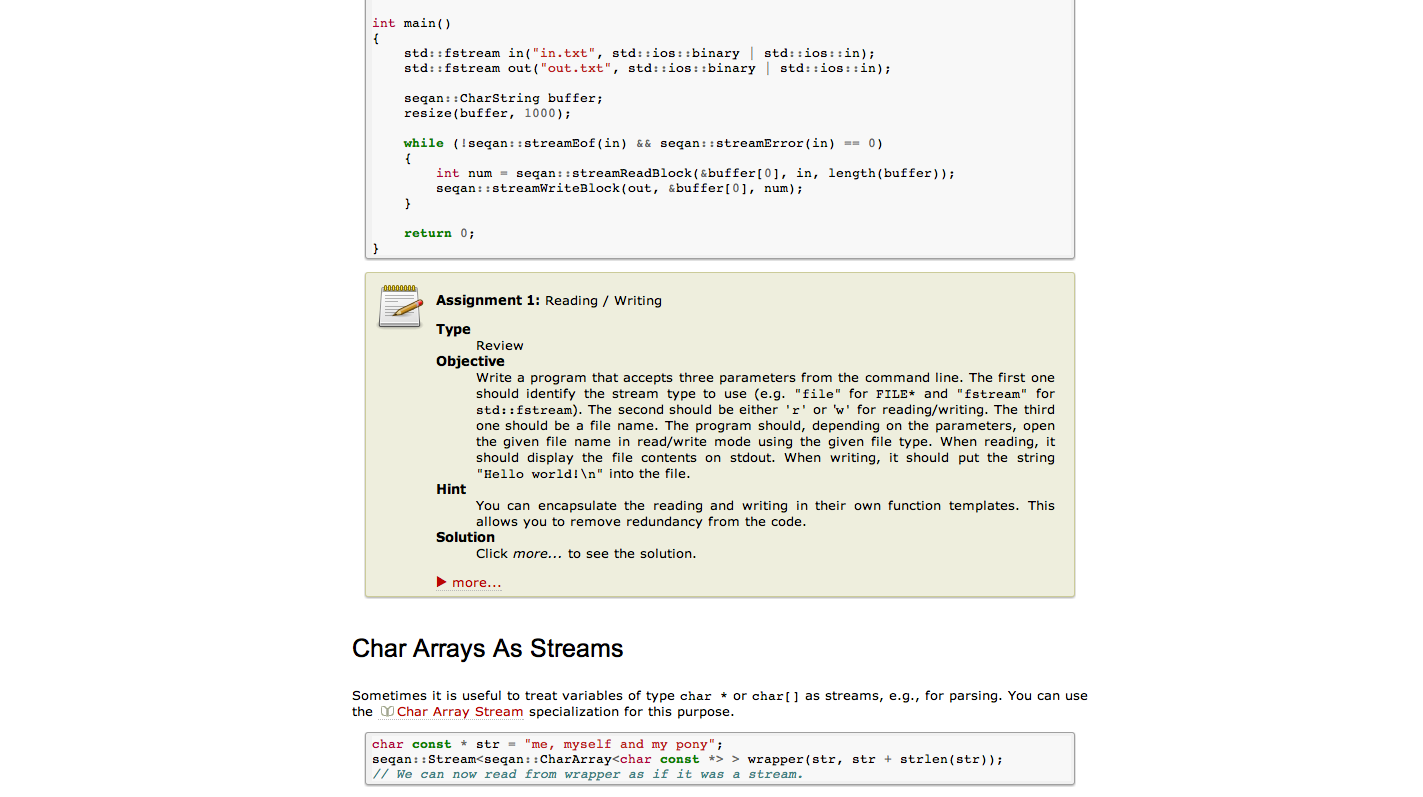 int main()
{
    std::fstream in("in.txt", std::ios::binary | std::ios::in);
    std::fstream out("out.txt", std::ios::binary | std::ios::in);
    seqan::CharString buffer;
    resize(buffer, 1000);
    while (!seqan::streamEof(in) && seqan::streamError(in) == 0)
    {
        int num = seqan::streamReadBlock(&buffer[0], in, length(buffer));
        seqan::streamWriteBlock(out, &buffer[0], num);
    }
    return 0;
}
Assignment 1: Reading / Writing
Type
Review
Objective
Write a program that accepts three parameters from the command line. The first one
should identify the stream type to use (e.g. "file" for FILE* and "fstream" for
std::fstream). The second should be either 'r' or 'w' for reading/writing. The third
one should be a file name. The program should, depending on the parameters, open
the given file name in read/write mode using the given file type. When reading, it
should display the file contents on stdout. When writing, it should put the string
"Hello world!\n" into the file.
Hint
You can encapsulate the reading and writing in their own function templates. This
allows you to remove redundancy from the code.
Solution
Click more... to see the solution.
more...
Char Arrays As Streams
Sometimes it is useful to treat variables of type char * or char[] as streams, e.g., for parsing. You can use
the Char Array Stream specialization for this purpose.
char const * str = "me, myself and my pony";
seqan::Stream<seqan::CharArray<char const *> > wrapper(str, str + strlen(str));
// We can now read from wrapper as if it was a stream.